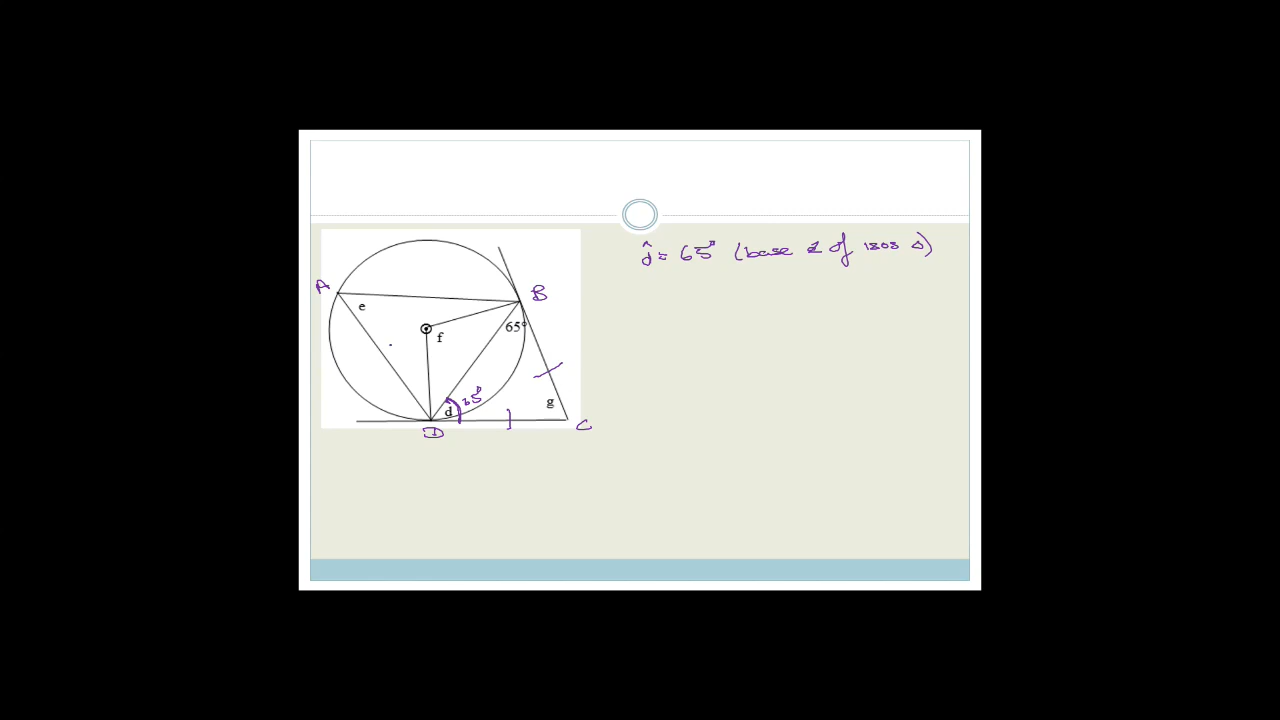 d̂ = 65° (base ∠ of isos Δ)
A
B
e
65°
f
65°
d
g
D
C